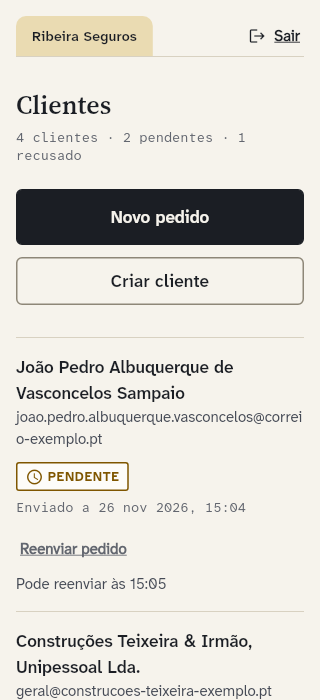 Ribeira Seguros
Sair
Clientes
4 clientes · 2 pendentes · 1
recusado
Novo pedido
Criar cliente
João Pedro Albuquerque de
Vasconcelos Sampaio
joao.pedro.albuquerque.vasconcelos@correi
o-exemplo.pt
PENDENTE
Enviado a 26 nov 2026, 15:04
Reenviar pedido
Pode reenviar às 15:05
Construções Teixeira & Irmão,
Unipessoal Lda.
geral@construcoes-teixeira-exemplo.pt